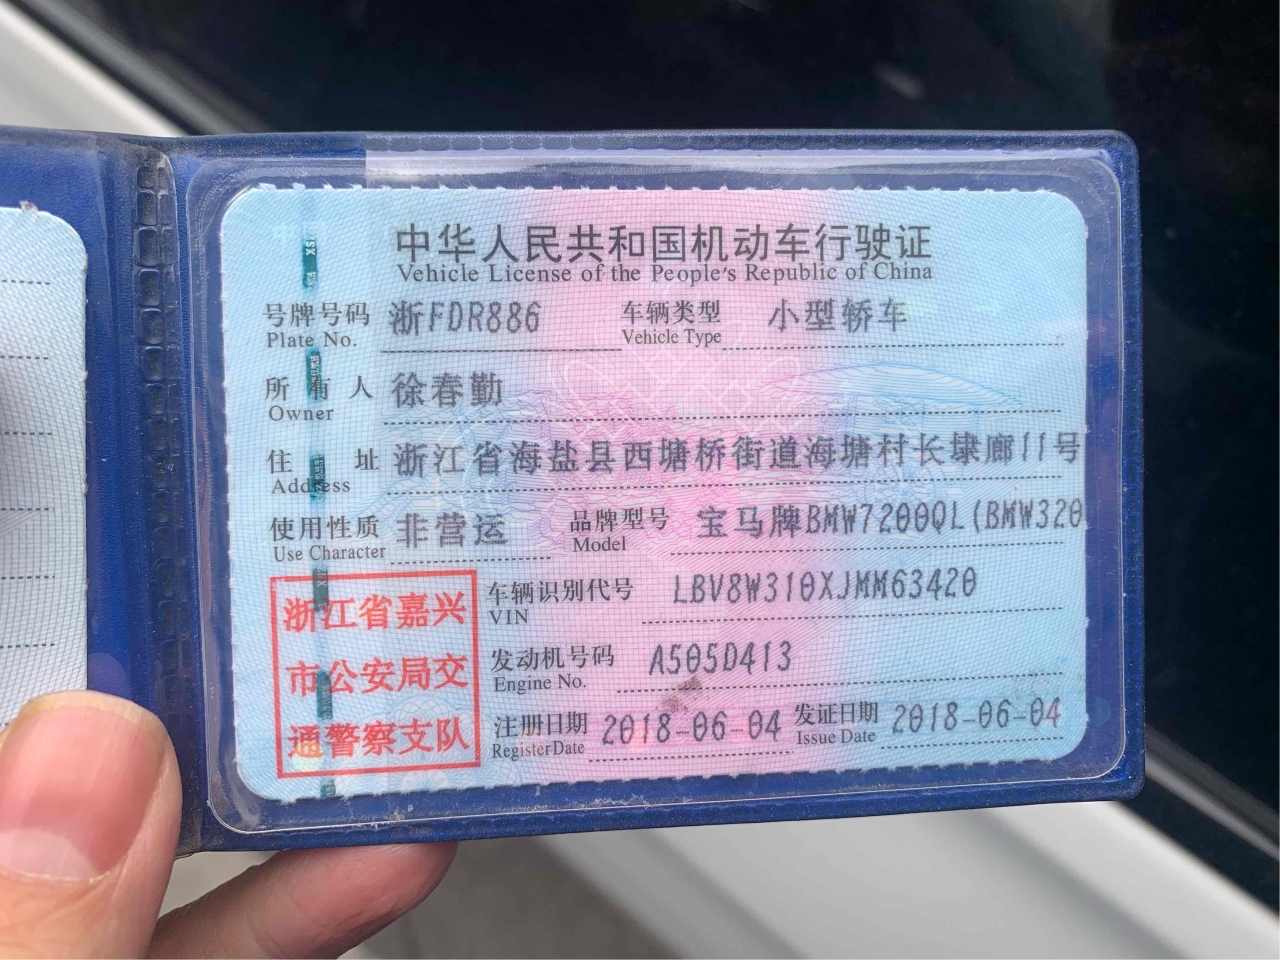 中华人民共和国机动车行驶证
Vehicle License of the People's Republic of China
号牌号码 浙FDR886 车辆类型 小型轿车
Plate No. Vehicle Type
所有人 徐春勤
Owner
住址 浙江省海盐县西塘桥街道海塘村长埭廊11号
Address
使用性质 非营运 品牌型号 宝马牌BMW7200QL(BMW320
Use Character Model
车辆识别代号 LBV8W310XJMM63420
VIN
发动机号码 A505D413
Engine No.
注册日期 2018-06-04 发证日期 2018-06-04
Register Date Issue Date
浙江省嘉兴
市公安局交
通警察支队